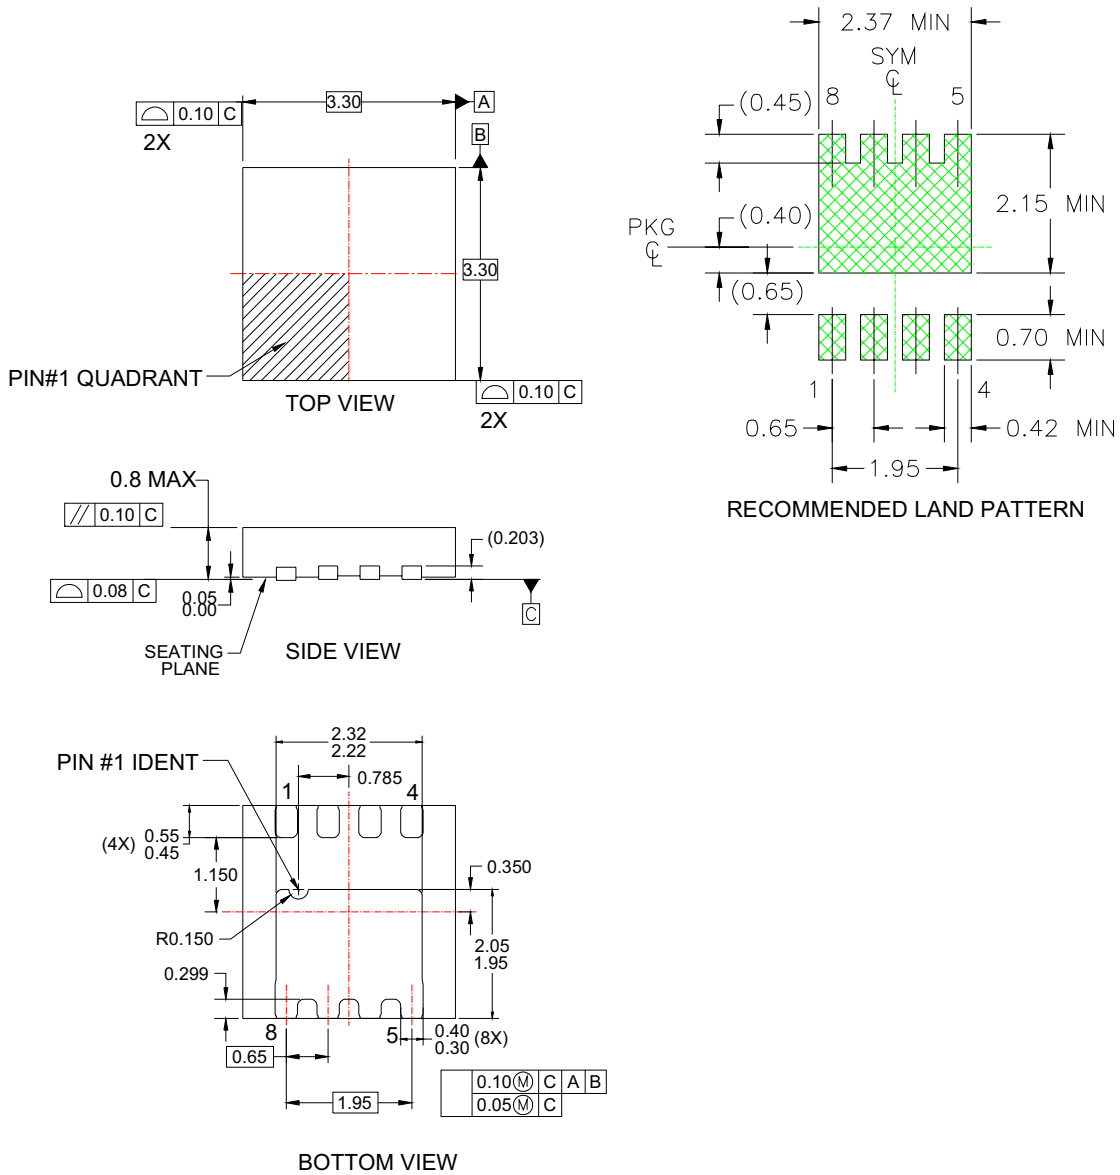 0.10 C
2X
3.30
A
B
3.30
PIN#1 QUADRANT
TOP VIEW
0.10 C
2X
2.37 MIN
SYM
CL
(0.45)
8
5
2.15 MIN
(0.40)
PKG
CL
(0.65)
0.70 MIN
1
4
0.65
0.42 MIN
1.95
RECOMMENDED LAND PATTERN
0.8 MAX
// 0.10 C
(0.203)
0.08 C
0.05
0.00
C
SEATING
PLANE
SIDE VIEW
2.32
2.22
PIN #1 IDENT
0.785
1
4
(4X)
0.55
0.45
0.350
1.150
R0.150
2.05
1.95
0.299
8
5
0.40
0.30
(8X)
0.65
1.95
0.10Ⓜ C A B
0.05Ⓜ C
BOTTOM VIEW